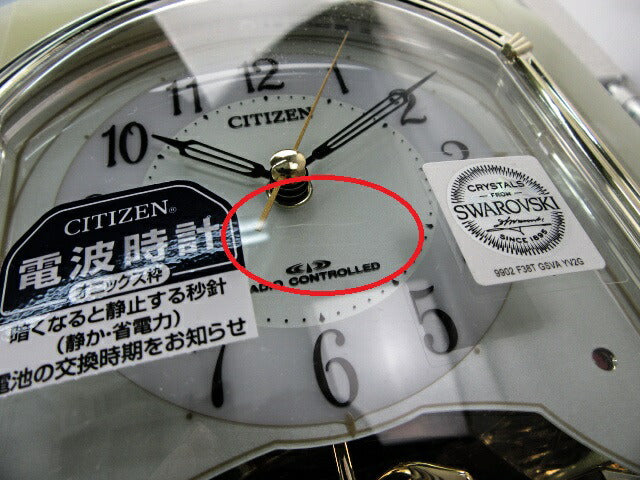 12
11
1
10
2
3
CITIZEN
CITIZEN®
電波時計
暗くなると静止する秒針
(静か・省電力)
電池の交換時期をお知らせ
CRYSTALS
FROM
SWAROVSKI
SINCE 1895
9902 F38T GSVA YV2G
RADIO CONTROLLED
5
7
6